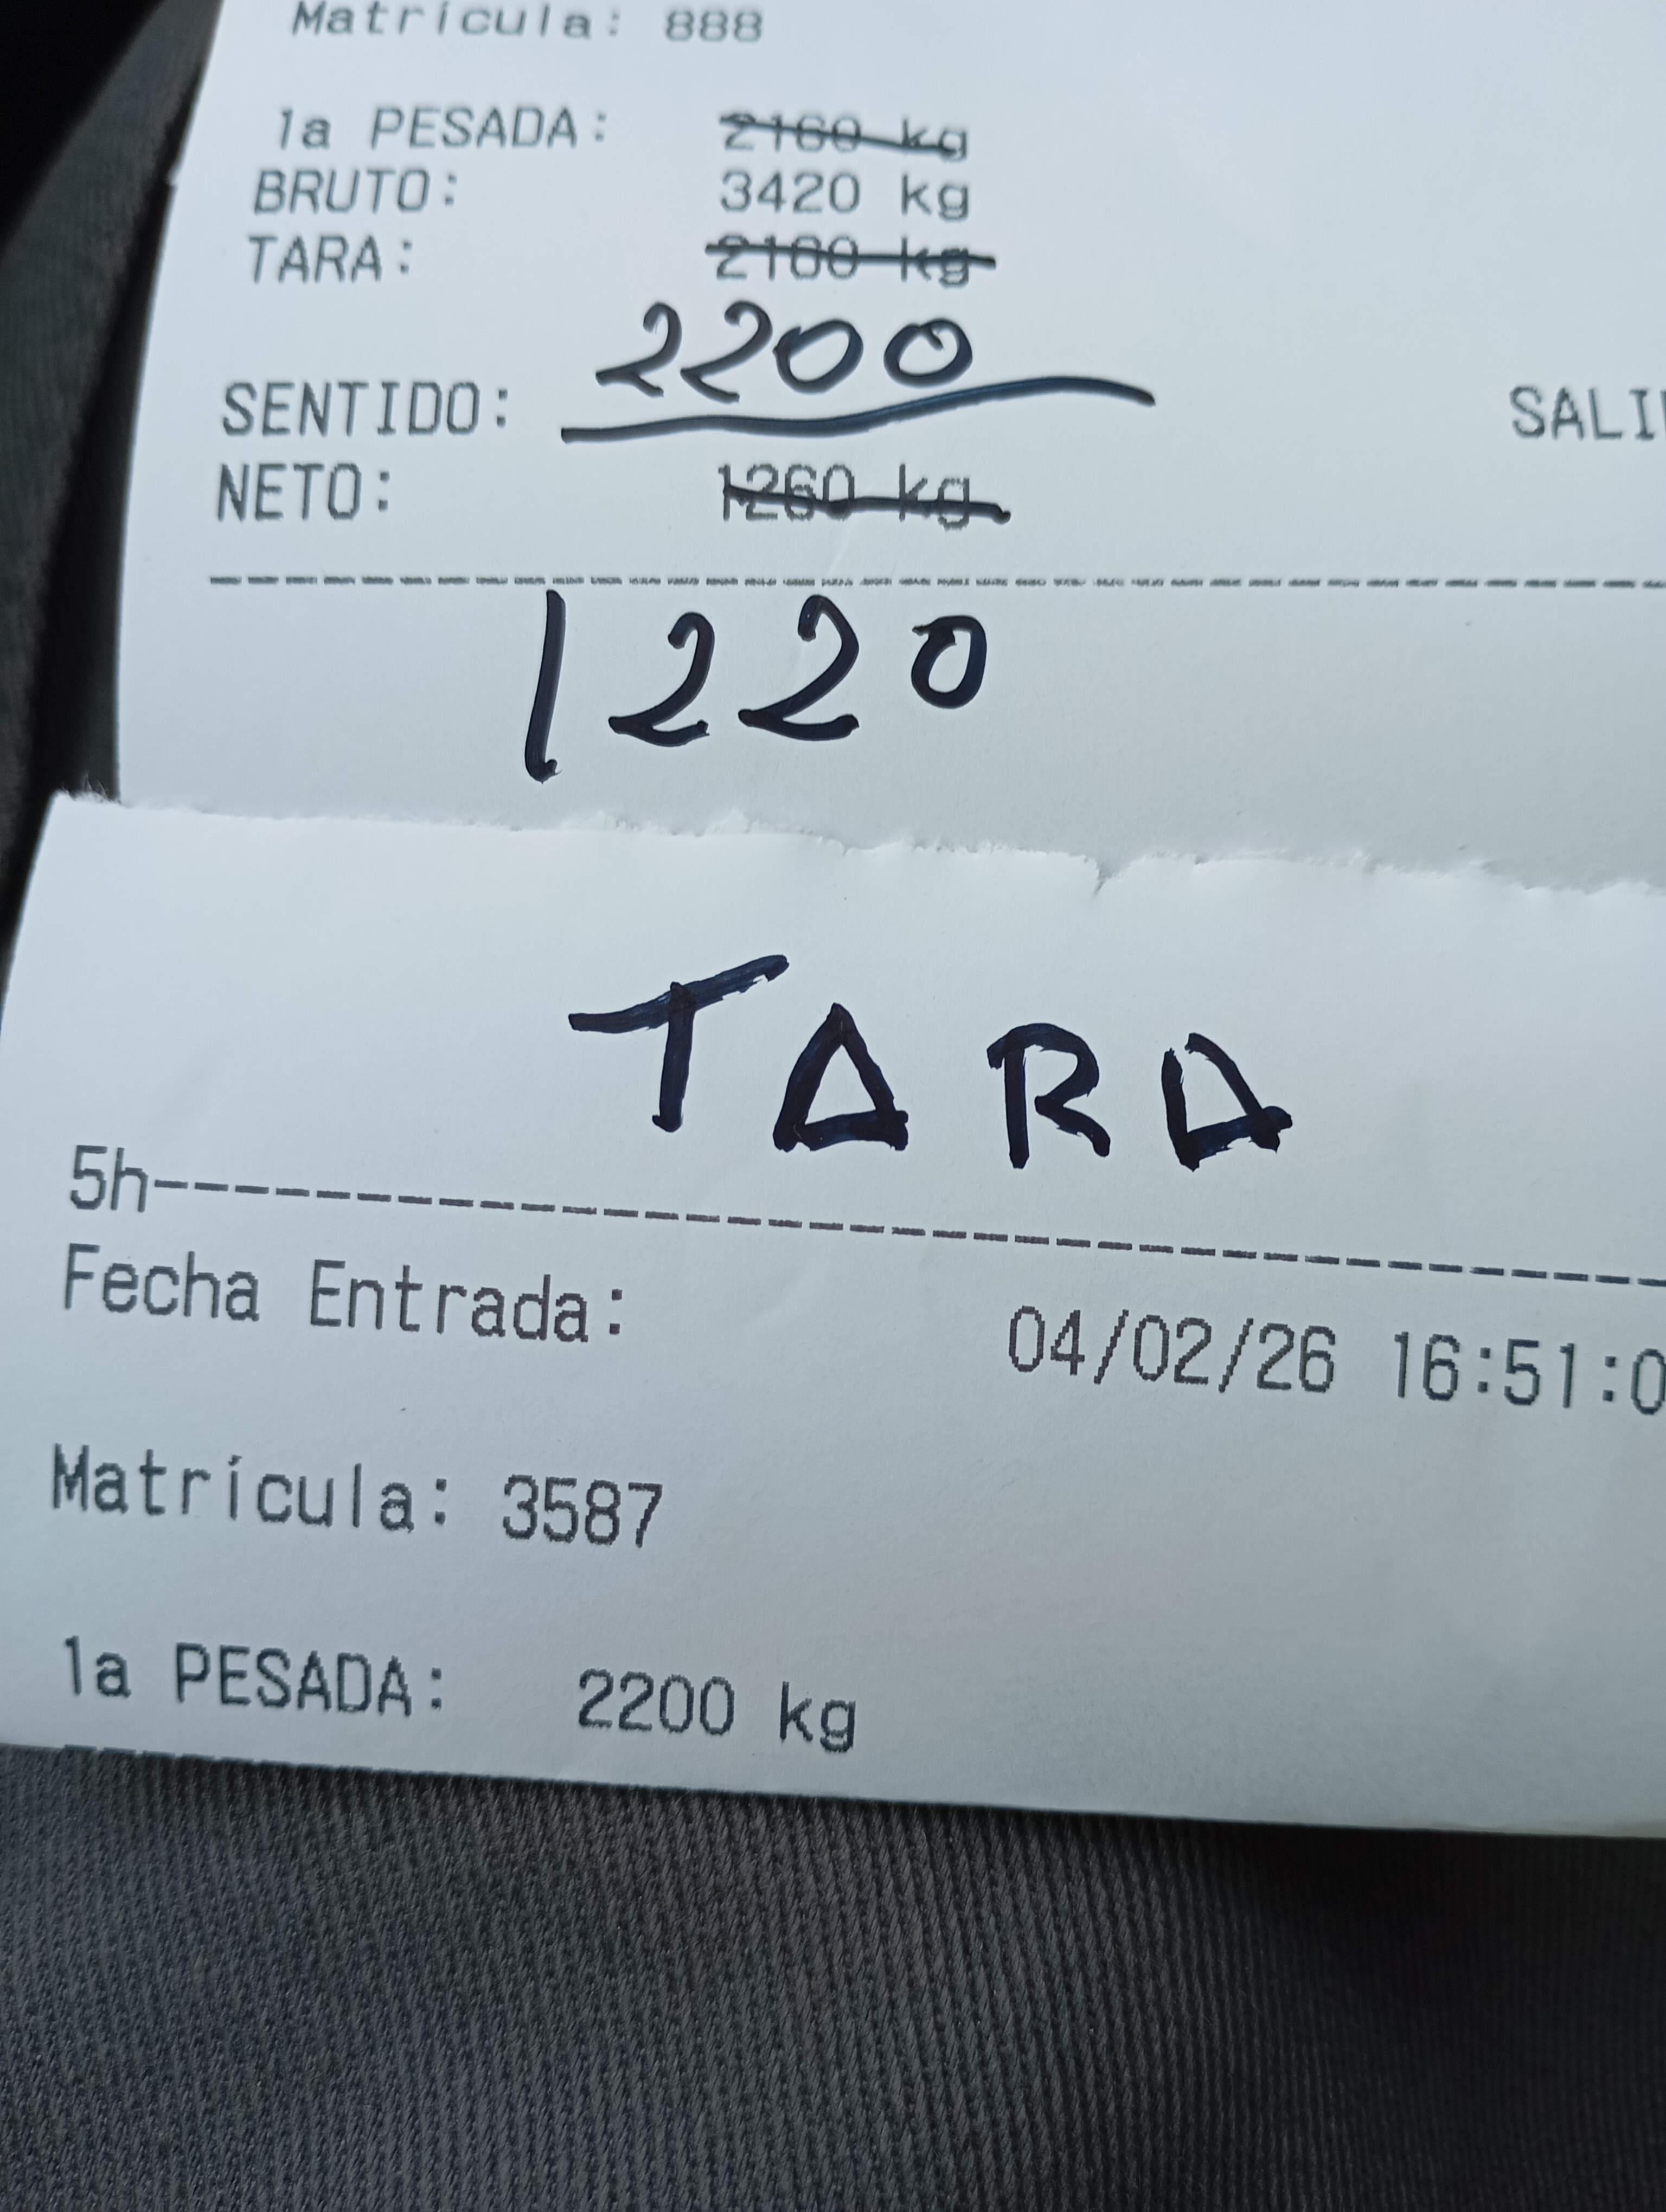 Matrícula: 888
1a PESADA: 2160 kg
BRUTO: 3420 kg
TARA: 2160 kg
2200
SENTIDO: SALI
NETO: 1260 kg
1220
TARA
5h
Fecha Entrada: 04/02/26 16:51:0
Matrícula: 3587
1a PESADA: 2200 kg